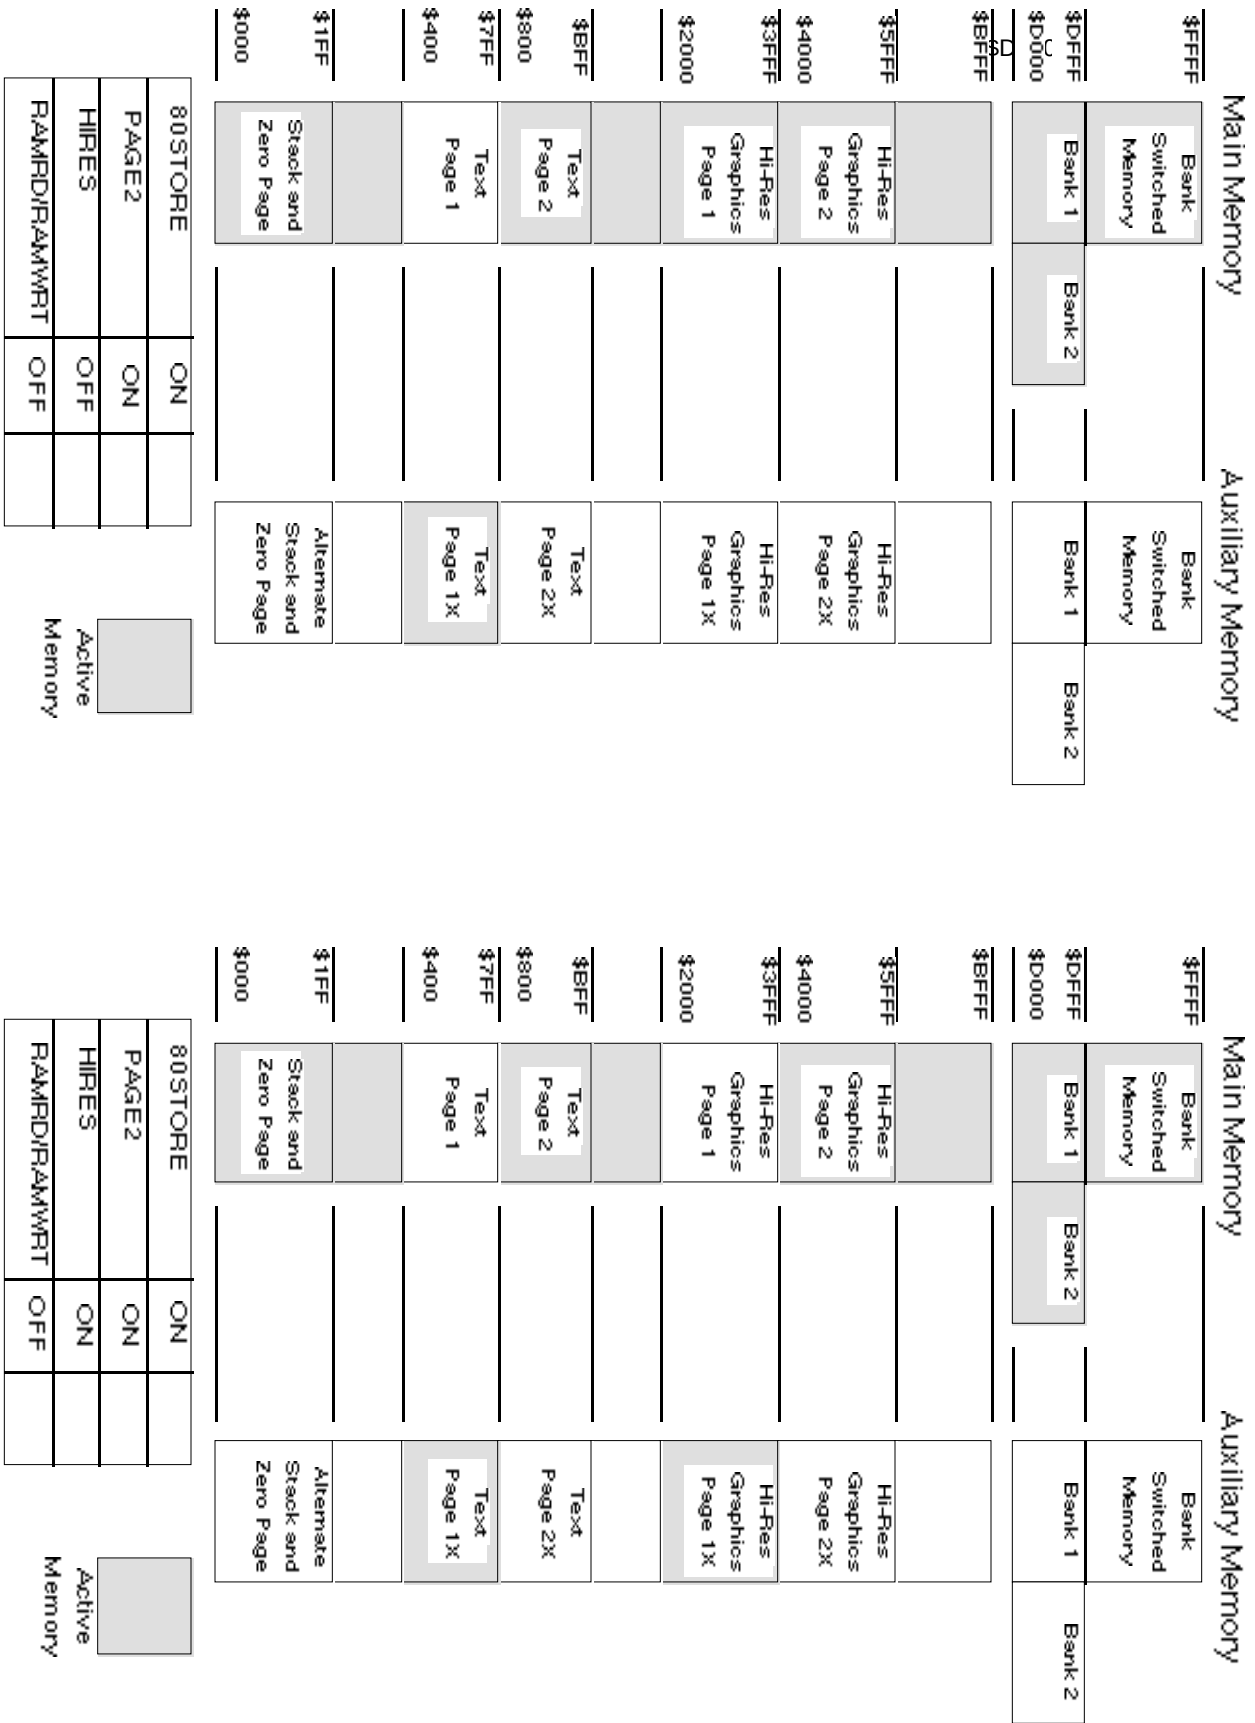 Main Memory
Auxiliary Memory
$FFFF
Bank
Switched
Memory
Bank
Switched
Memory
$DFFF
$D000
Bank 1
Bank 2
Bank 1
Bank 2
$BFFF
$5FFF
$4000
Hi-Res
Graphics
Page 2
Hi-Res
Graphics
Page 2X
$3FFF
$2000
Hi-Res
Graphics
Page 1
Hi-Res
Graphics
Page 1X
$BFF
$800
Text
Page 2
Text
Page 2X
$7FF
$400
Text
Page 1
Text
Page 1X
$1FF
$000
Stack and
Zero Page
Alternate
Stack and
Zero Page
80STORE ON
PAGE2 ON
HIRES OFF
RAMRD/RAMWRT OFF
Active
Memory
Main Memory
Auxiliary Memory
$FFFF
Bank
Switched
Memory
Bank
Switched
Memory
$DFFF
$D000
Bank 1
Bank 2
Bank 1
Bank 2
$BFFF
$5FFF
$4000
Hi-Res
Graphics
Page 2
Hi-Res
Graphics
Page 2X
$3FFF
$2000
Hi-Res
Graphics
Page 1
Hi-Res
Graphics
Page 1X
$BFF
$800
Text
Page 2
Text
Page 2X
$7FF
$400
Text
Page 1
Text
Page 1X
$1FF
$000
Stack and
Zero Page
Alternate
Stack and
Zero Page
80STORE ON
PAGE2 ON
HIRES ON
RAMRD/RAMWRT OFF
Active
Memory